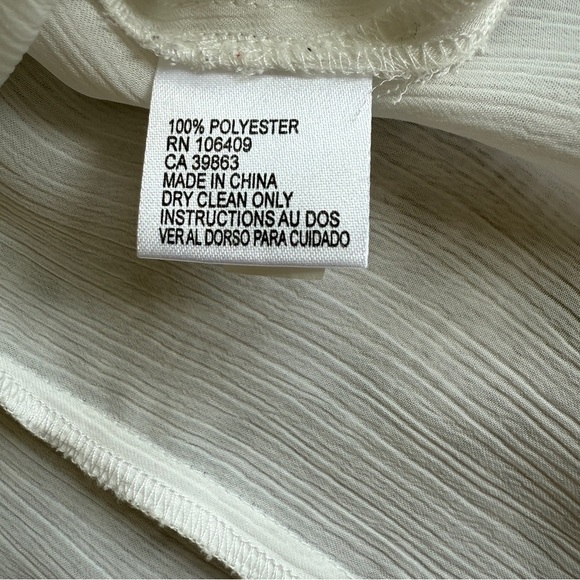 100% POLYESTER
RN 106409
CA 39863
MADE IN CHINA
DRY CLEAN ONLY
INSTRUCTIONS AU DOS
VER AL DORSO PARA CUIDADO